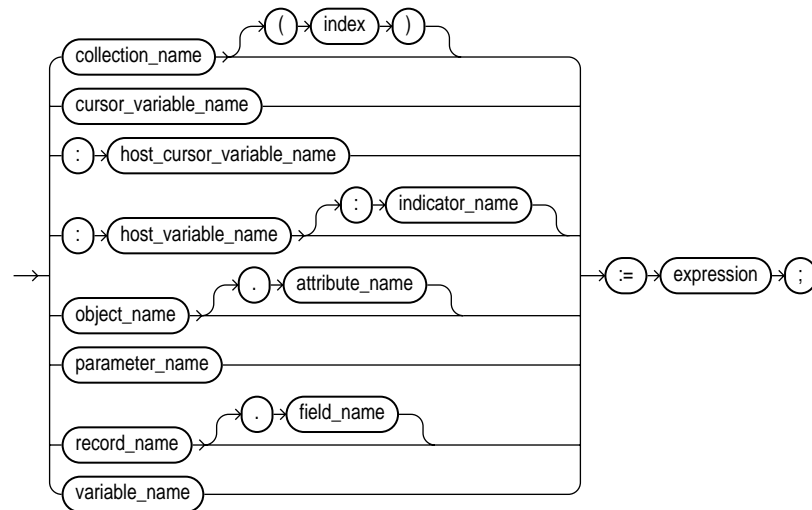 collection_name ( index )
cursor_variable_name
: host_cursor_variable_name
: host_variable_name : indicator_name
object_name . attribute_name
:= expression ;
parameter_name
record_name . field_name
variable_name